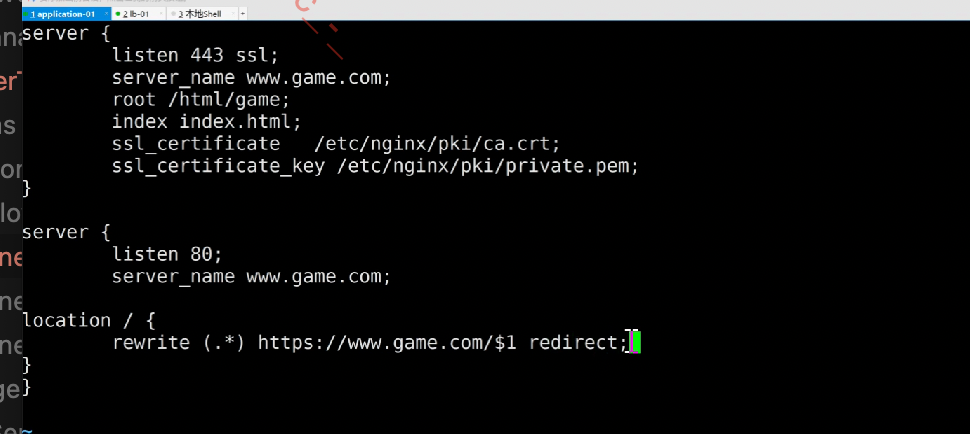 1 application-01
2 lb-01
3 本地Shell
+
server {
listen 443 ssl;
server_name www.game.com;
root /html/game;
index index.html;
ssl_certificate /etc/nginx/pki/ca.crt;
ssl_certificate_key /etc/nginx/pki/private.pem;
}
server {
listen 80;
server_name www.game.com;
location / {
rewrite (.*) https://www.game.com/$1 redirect;
}
}
~